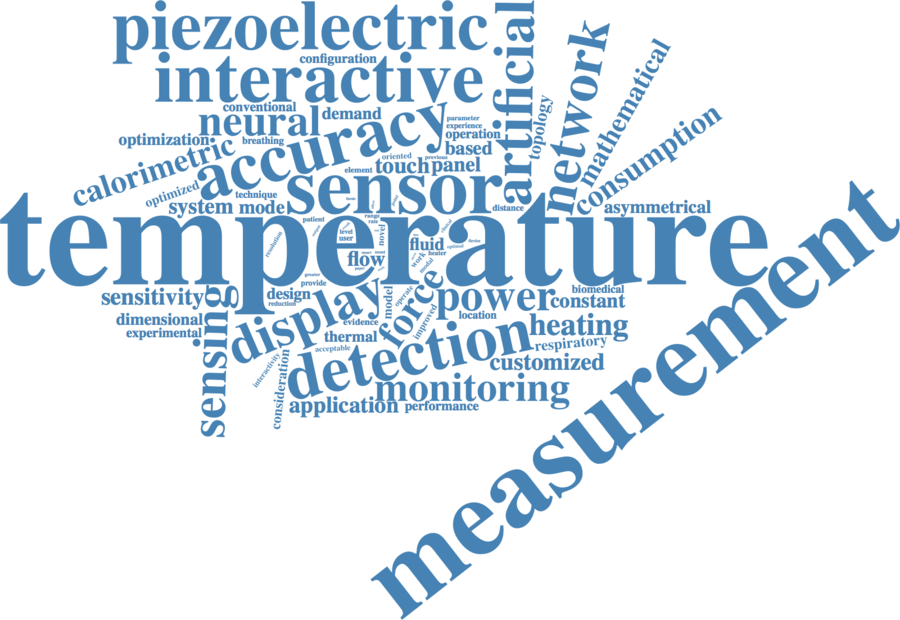 piezoelectric
configuration
interactive
artificial
network
mathematical
conventional
neural
demand
accuracy
parameter
experience
operation
topology
optimization
breathing
based
consumption
calorimetric
oriented
previous
element
touch
panel
optimized
technique
sensor
system
mode
distance
asymmetrical
temperature
measurement
patient
range
rate
novel
level
user
fluid
resolution
flow
heater
work
greater
provide
force
sensitivity
sensing
design
reduction
display
model
operate
power
biomedical
constant
dimensional
experimental
evidence
improved
location
thermal
detection
heating
respiratory
acceptable
interactivity
consideration
customized
monitoring
application
performance